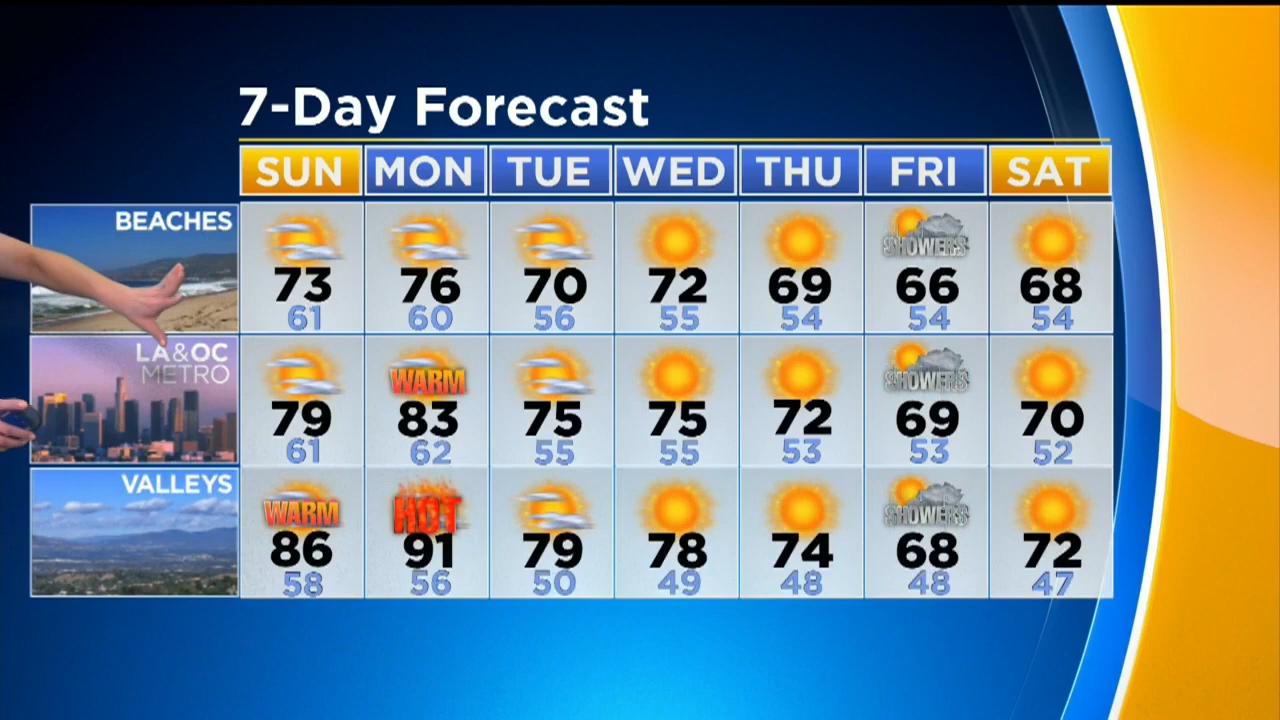 7-Day Forecast
SUN MON TUE WED THU FRI SAT
BEACHES
SHOWERS
73 76 70 72 69 66 68
61 60 56 55 54 54 54
LA&OC
METRO
WARM SHOWERS
79 83 75 75 72 69 70
61 62 55 55 53 53 52
VALLEYS
WARM HOT SHOWERS
86 91 79 78 74 68 72
58 56 50 49 48 48 47